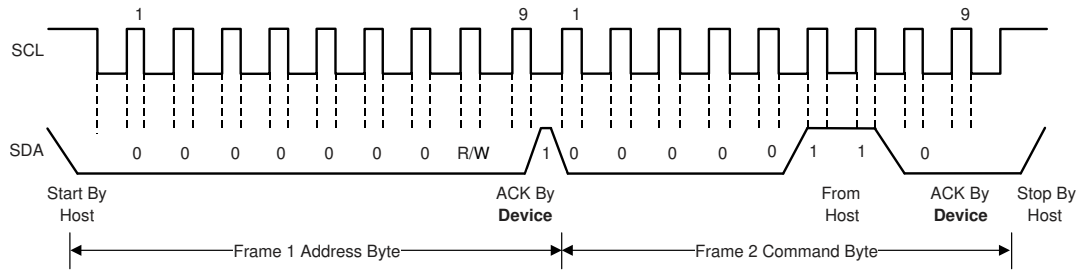 1 9 1 9
SCL
SDA 0 0 0 0 0 0 0 R/W 1 0 0 0 0 0 1 1 0
Start By Host
ACK By Device
From Host
ACK By Device
Stop By Host
Frame 1 Address Byte
Frame 2 Command Byte